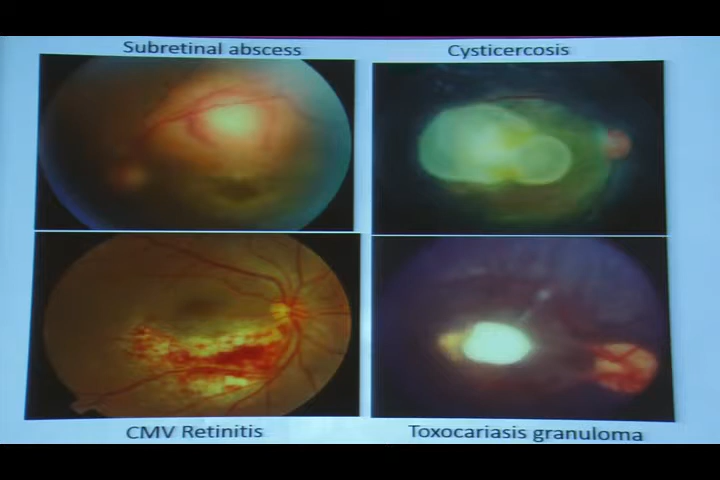 Subretinal abscess
Cysticercosis
CMV Retinitis
Toxocariasis granuloma